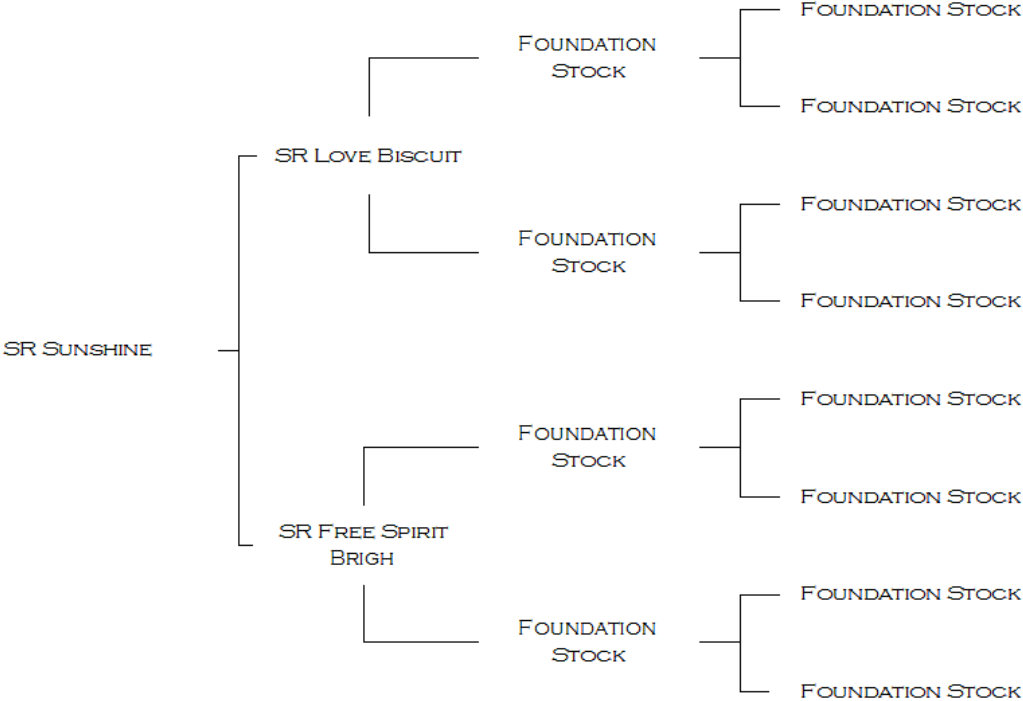 Foundation Stock
Foundation
Stock
Foundation Stock
SR Love Biscuit
Foundation Stock
Foundation
Stock
Foundation Stock
SR Sunshine
Foundation Stock
Foundation
Stock
Foundation Stock
SR Free Spirit
Brigh
Foundation Stock
Foundation
Stock
Foundation Stock